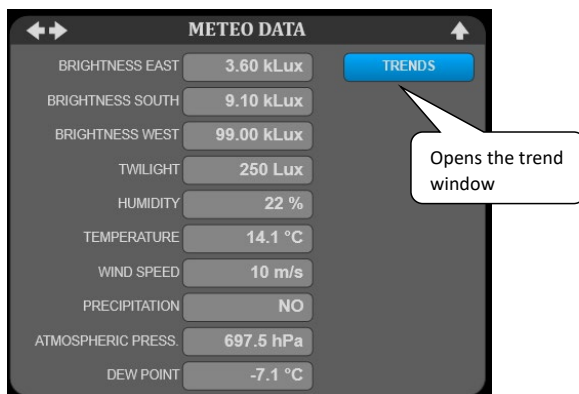 METEO DATA
BRIGHTNESS EAST 3.60 kLux TRENDS
BRIGHTNESS SOUTH 9.10 kLux
BRIGHTNESS WEST 99.00 kLux
Opens the trend
window
TWILIGHT 250 Lux
HUMIDITY 22 %
TEMPERATURE 14.1 °C
WIND SPEED 10 m/s
PRECIPITATION NO
ATMOSPHERIC PRESS. 697.5 hPa
DEW POINT -7.1 °C